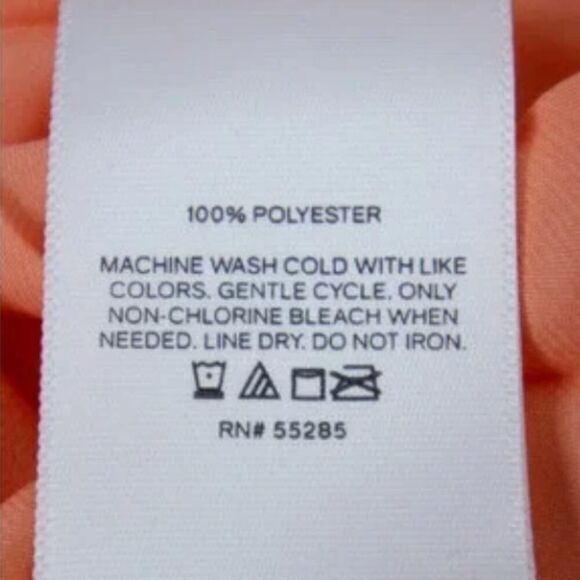 100% POLYESTER
MACHINE WASH COLD WITH LIKE
COLORS. GENTLE CYCLE. ONLY
NON-CHLORINE BLEACH WHEN
NEEDED. LINE DRY. DO NOT IRON.
RN# 55285